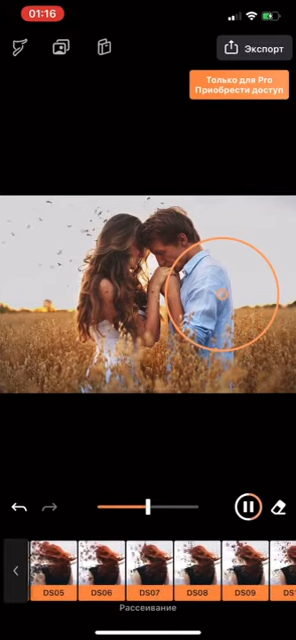 01:16
Экспорт
Только для Pro
Приобрести доступ
DS05 DS06 DS07 DS08 DS09
Рассеивание